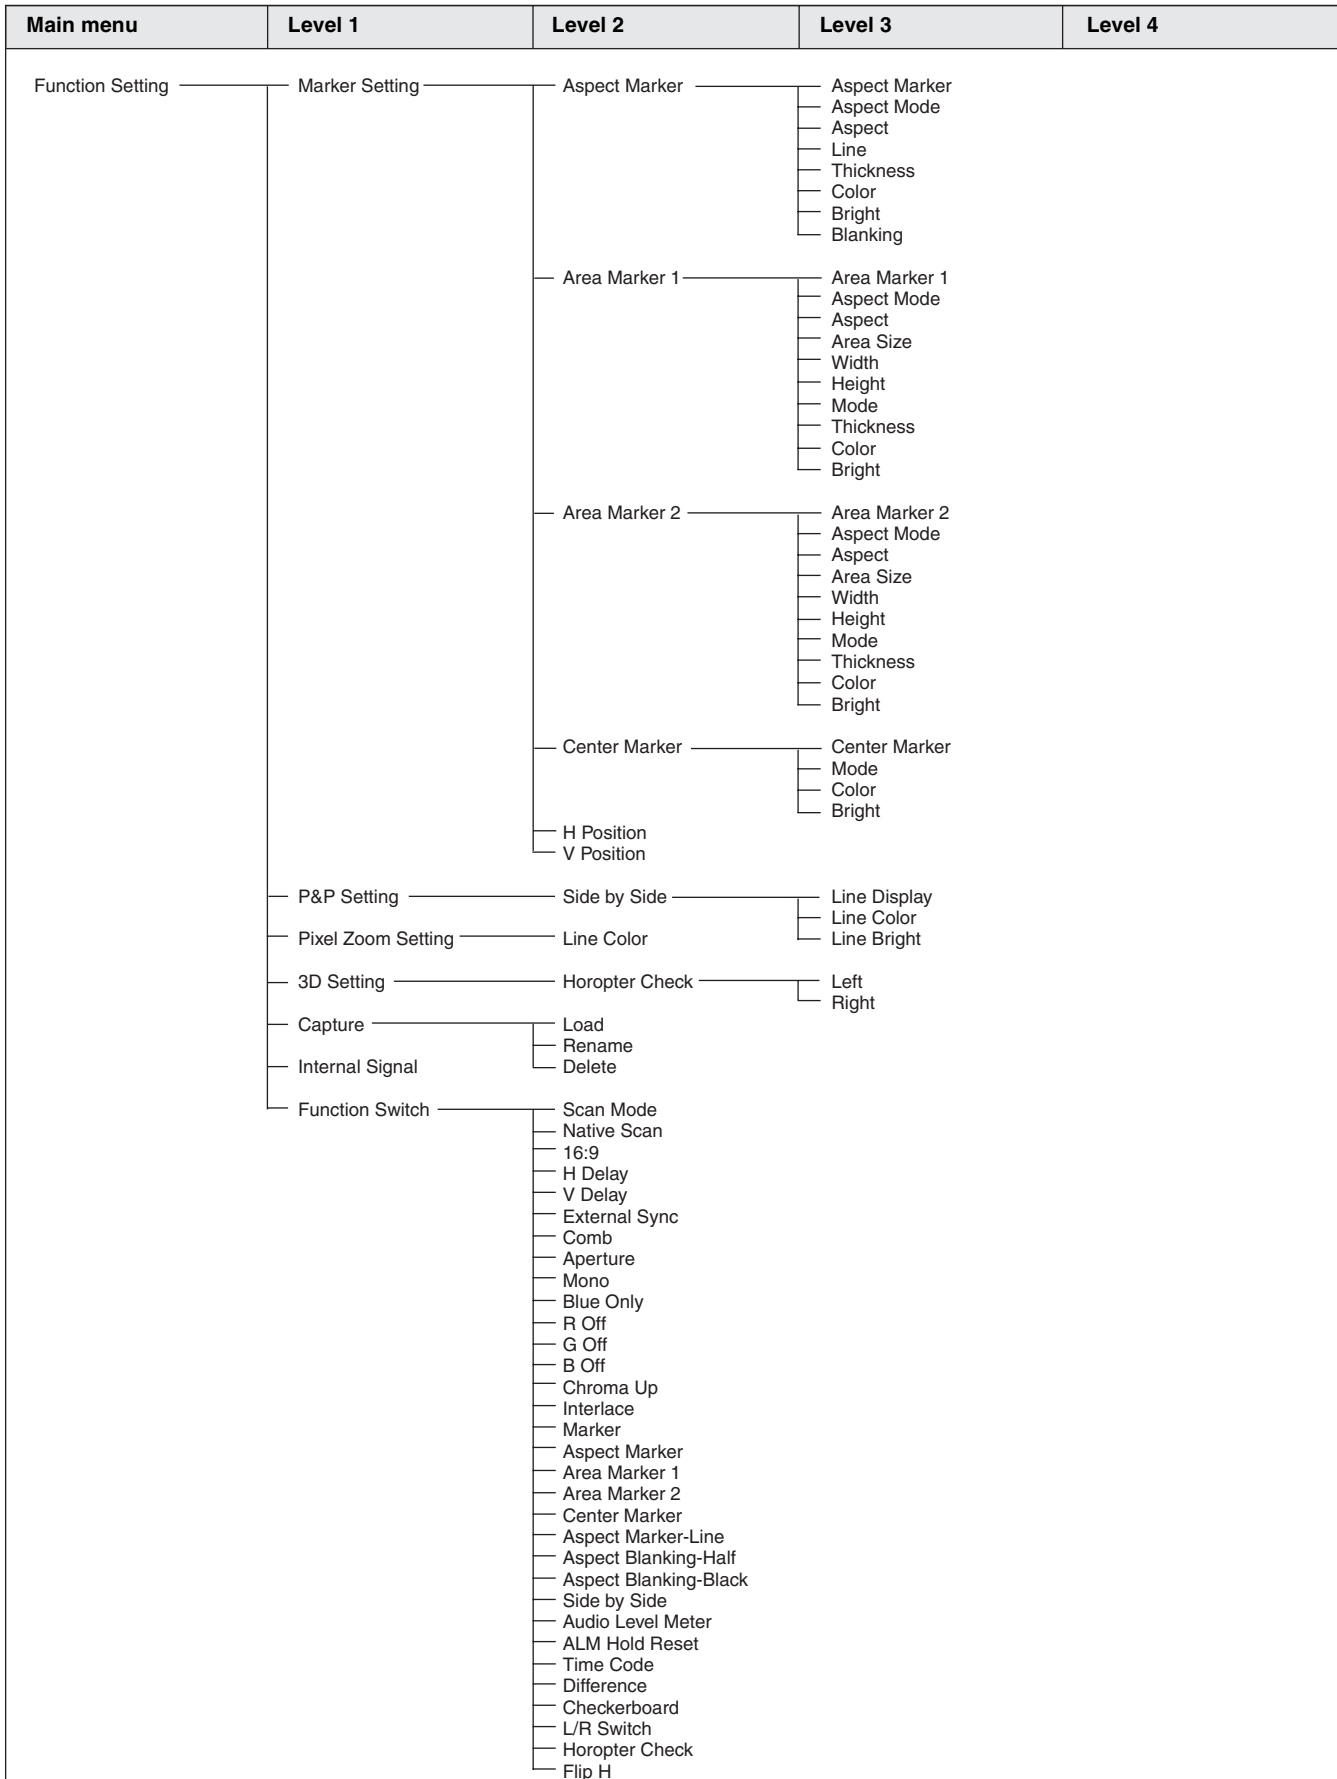 Main menu Level 1 Level 2 Level 3 Level 4
Function Setting Marker Setting Aspect Marker Aspect Marker
Aspect Mode
Aspect
Line
Thickness
Color
Bright
Blanking
Area Marker 1 Area Marker 1
Aspect Mode
Aspect
Area Size
Width
Height
Mode
Thickness
Color
Bright
Area Marker 2 Area Marker 2
Aspect Mode
Aspect
Area Size
Width
Height
Mode
Thickness
Color
Bright
Center Marker Center Marker
Mode
Color
Bright
H Position
V Position
P&P Setting Side by Side Line Display
Line Color
Pixel Zoom Setting Line Color Line Bright
3D Setting Horopter Check Left
Right
Capture Load
Rename
Internal Signal Delete
Function Switch Scan Mode
Native Scan
16:9
H Delay
V Delay
External Sync
Comb
Aperture
Mono
Blue Only
R Off
G Off
B Off
Chroma Up
Interlace
Marker
Aspect Marker
Area Marker 1
Area Marker 2
Center Marker
Aspect Marker-Line
Aspect Blanking-Half
Aspect Blanking-Black
Side by Side
Audio Level Meter
ALM Hold Reset
Time Code
Difference
Checkerboard
L/R Switch
Horopter Check
Flip H